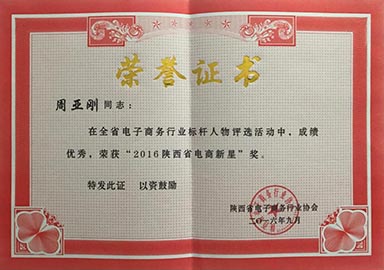 荣誉证书
周亚刚同志：
在全省电子商务行业标杆人物评选活动中，成绩
优秀，荣获“2016陕西省电商新星”奖。
特发此证 以资鼓励
陕西省电子商务行业协会
二〇一六年九月